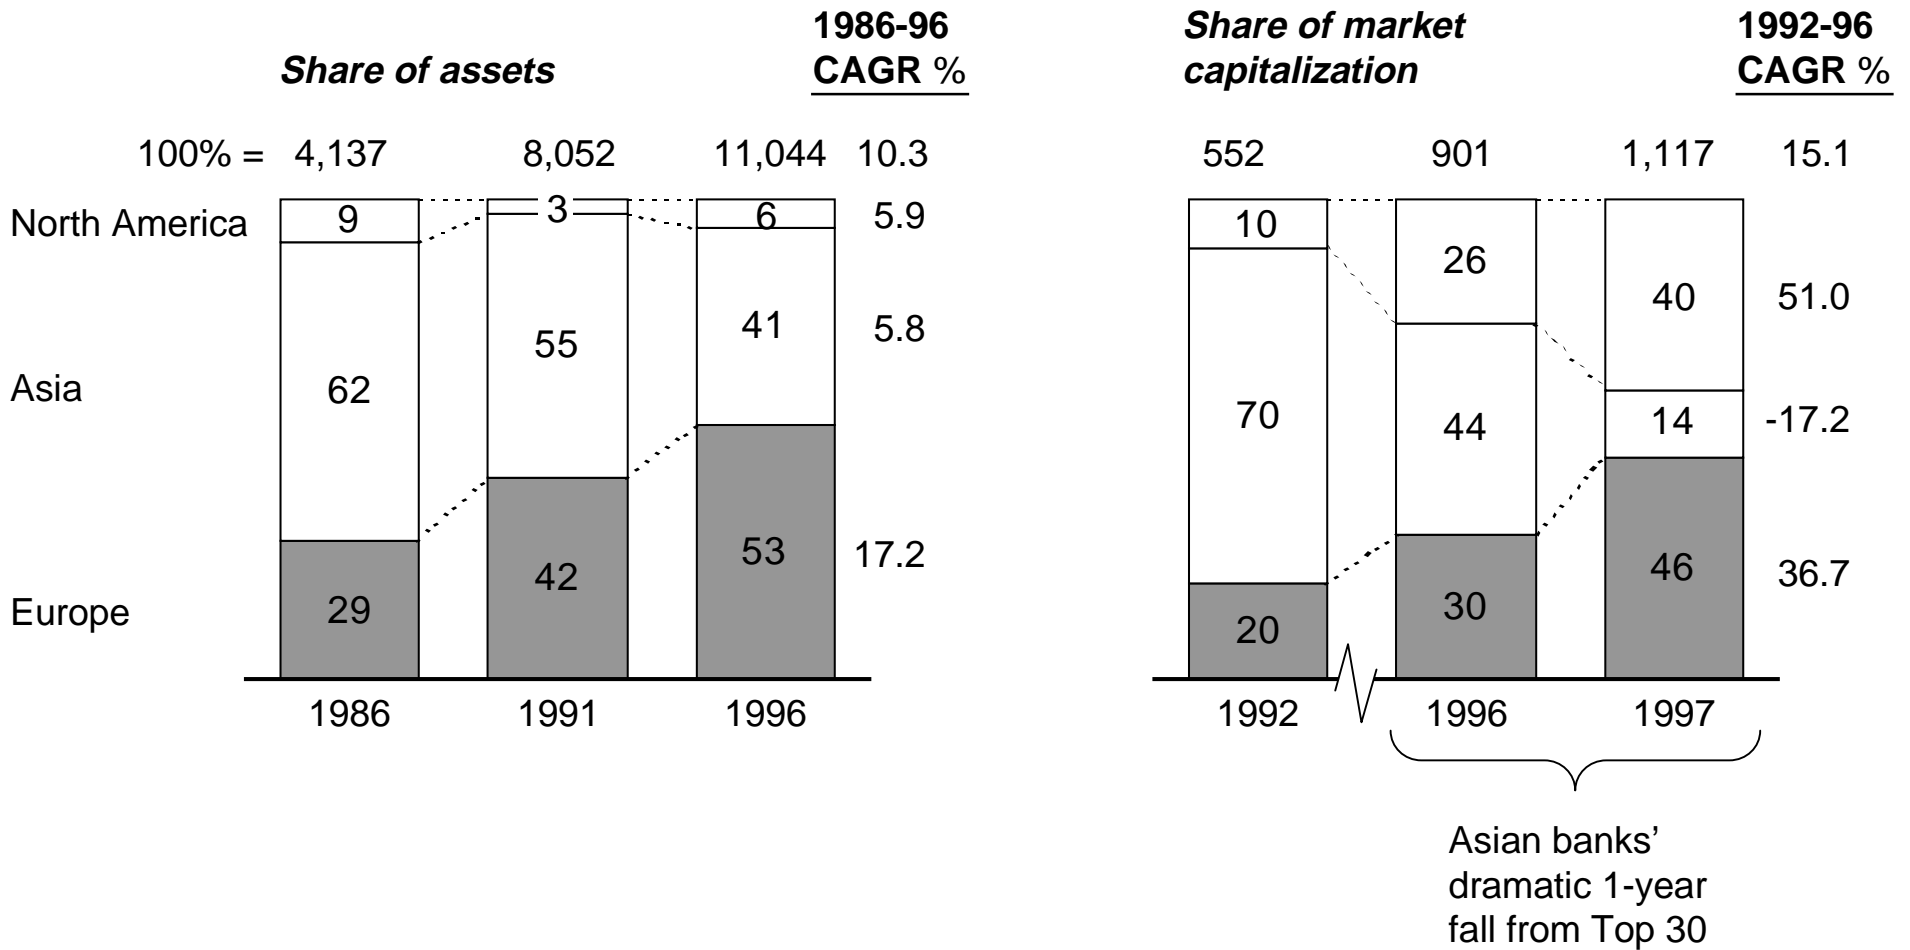 Share of assets
1986-96
CAGR %
100% = 4,137 8,052 11,044 10.3
North America 9 3 6 5.9
Asia 62 55 41 5.8
Europe 29 42 53 17.2
1986 1991 1996
Share of market
capitalization
1992-96
CAGR %
552 901 1,117 15.1
10 26 40 51.0
70 44 14 -17.2
20 30 46 36.7
1992 1996 1997
Asian banks’
dramatic 1-year
fall from Top 30